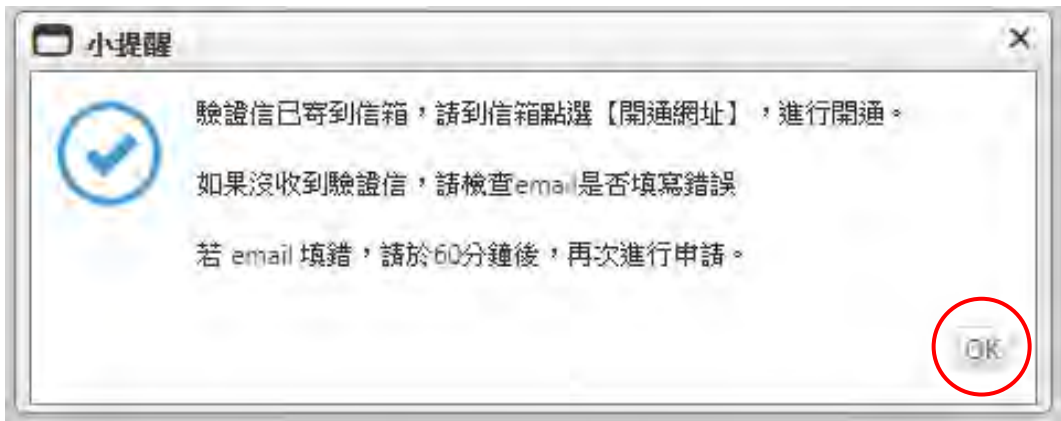 小提醒
驗證信已寄到信箱，請到信箱點選【開通網址】，進行開通。
如果沒收到驗證信，請檢查email是否填寫錯誤
若 email 填錯，請於60分鐘後，再次進行申請。
OK